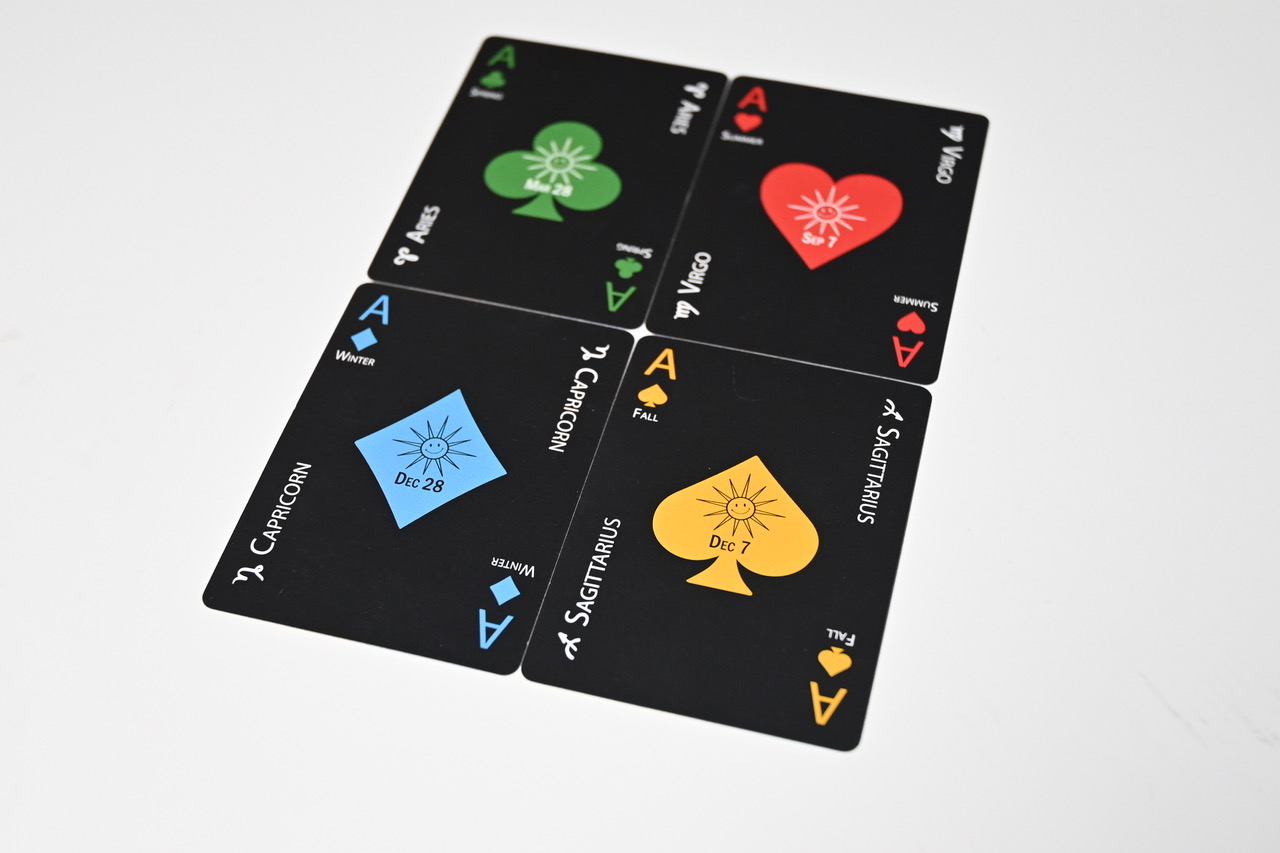 A
Spring
Aries
Mar 28
Aries
Spring
A
A
Summer
Virgo
Sep 7
Virgo
Summer
A
A
Winter
Capricorn
Dec 28
Capricorn
Winter
A
A
Fall
Sagittarius
Dec 7
Sagittarius
Fall
A